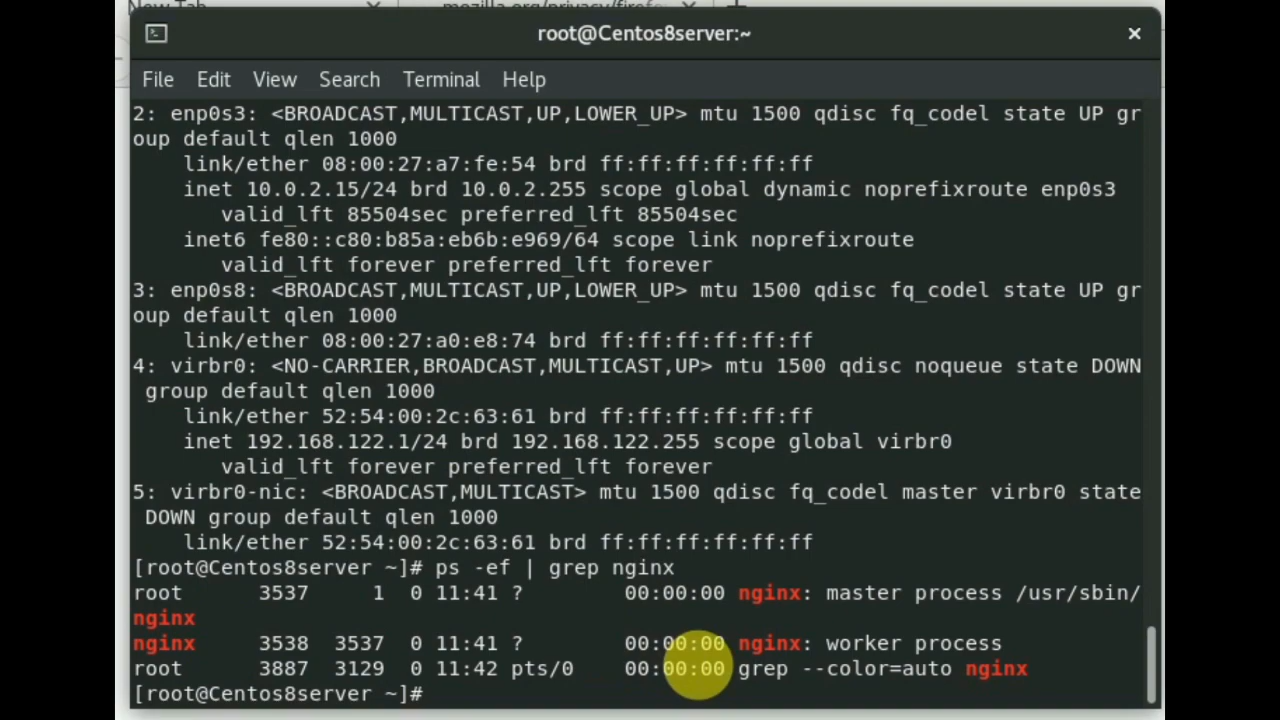 New Tab
mozilla.org/privacy/firef
root@Centos8server:~
File Edit View Search Terminal Help
2: enp0s3: <BROADCAST,MULTICAST,UP,LOWER_UP> mtu 1500 qdisc fq_codel state UP gr
oup default qlen 1000
    link/ether 08:00:27:a7:fe:54 brd ff:ff:ff:ff:ff:ff
    inet 10.0.2.15/24 brd 10.0.2.255 scope global dynamic noprefixroute enp0s3
       valid_lft 85504sec preferred_lft 85504sec
    inet6 fe80::c80:b85a:eb6b:e969/64 scope link noprefixroute
       valid_lft forever preferred_lft forever
3: enp0s8: <BROADCAST,MULTICAST,UP,LOWER_UP> mtu 1500 qdisc fq_codel state UP gr
oup default qlen 1000
    link/ether 08:00:27:a0:e8:74 brd ff:ff:ff:ff:ff:ff
4: virbr0: <NO-CARRIER,BROADCAST,MULTICAST,UP> mtu 1500 qdisc noqueue state DOWN
 group default qlen 1000
    link/ether 52:54:00:2c:63:61 brd ff:ff:ff:ff:ff:ff
    inet 192.168.122.1/24 brd 192.168.122.255 scope global virbr0
       valid_lft forever preferred_lft forever
5: virbr0-nic: <BROADCAST,MULTICAST> mtu 1500 qdisc fq_codel master virbr0 state
 DOWN group default qlen 1000
    link/ether 52:54:00:2c:63:61 brd ff:ff:ff:ff:ff:ff
[root@Centos8server ~]# ps -ef | grep nginx
root      3537     1  0 11:41 ?        00:00:00 nginx: master process /usr/sbin/
nginx
nginx     3538  3537  0 11:41 ?        00:00:00 nginx: worker process
root      3887  3129  0 11:42 pts/0    00:00:00 grep --color=auto nginx
[root@Centos8server ~]#